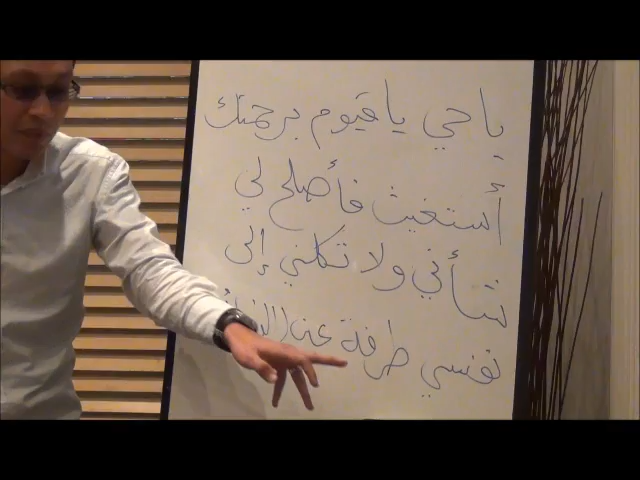 يا حي يا قيوم برحمتك
أستغيث فأصلح لي
شأني ولا تكلني إلى
نفسي طرفة عين